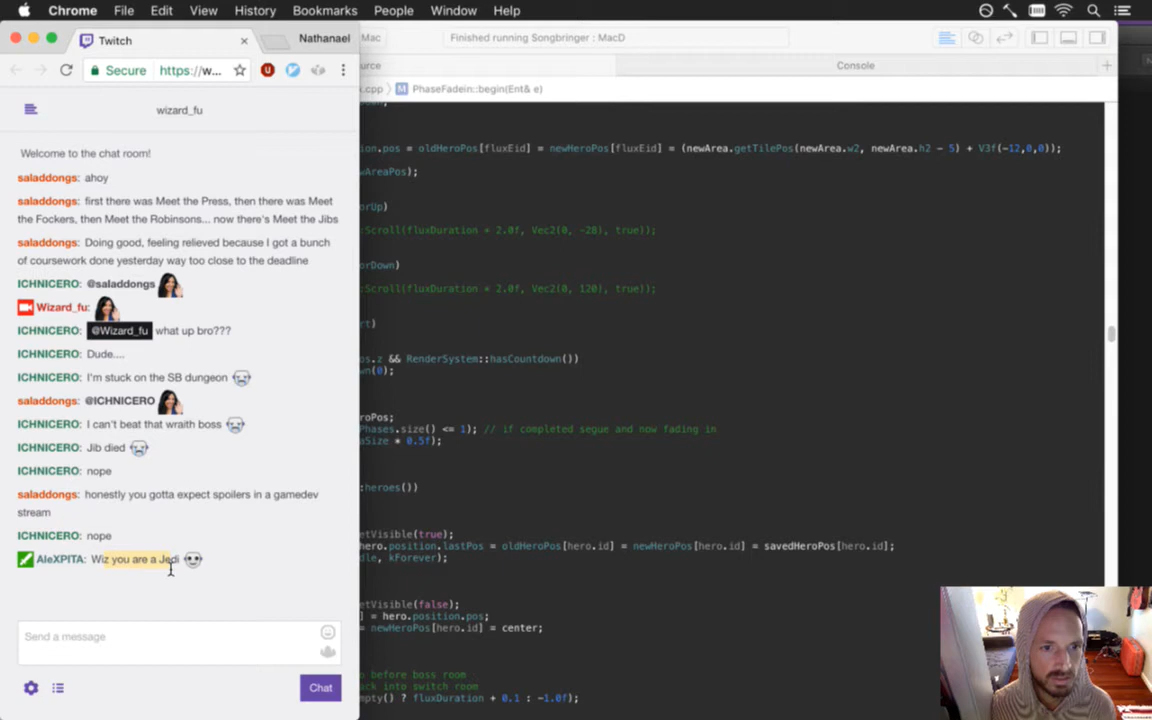 Chrome File Edit View History Bookmarks People Window Help
Twitch
Nathanael
Mac
Finished running Songbringer : MacD
Secure https://w...
Console
.cpp PhaseFadein::begin(Ent& e)
wizard_fu
Welcome to the chat room!
saladdongs: ahoy
saladdongs: first there was Meet the Press, then there was Meet
the Fockers, then Meet the Robinsons... now there's Meet the Jibs
saladdongs: Doing good, feeling relieved because I got a bunch
of coursework done yesterday way too close to the deadline
ICHNICERO: @saladdongs
Wizard_fu:
ICHNICERO: @Wizard_fu what up bro???
ICHNICERO: Dude....
ICHNICERO: I'm stuck on the SB dungeon
saladdongs: @ICHNICERO
ICHNICERO: I can't beat that wraith boss
ICHNICERO: Jib died
ICHNICERO: nope
saladdongs: honestly you gotta expect spoilers in a gamedev
stream
ICHNICERO: nope
AleXPITA: Wiz you are a Jedi
Send a message
Chat
ion.pos = oldHeroPos[fluxEid] = newHeroPos[fluxEid] = (newArea.getTilePos(newArea.w2, newArea.h2 - 5) + V3f(-12,0,0));
wAreaPos);
orUp)
:Scroll(fluxDuration * 2.0f, Vec2(0, -28), true));
orDown)
:Scroll(fluxDuration * 2.0f, Vec2(0, 120), true));
rt)
os.z && RenderSystem::hasCountdown())
wn(0);
roPos;
Phases.size() <= 1); // if completed segue and now fading in
aSize * 0.5f);
:heroes())
etVisible(true);
hero.position.lastPos = oldHeroPos[hero.id] = newHeroPos[hero.id] = savedHeroPos[hero.id];
dle, kForever);
etVisible(false);
] = hero.position.pos;
= newHeroPos[hero.id] = center;
n before boss room
ck into switch room
mpty() ? fluxDuration + 0.1 : -1.0f);